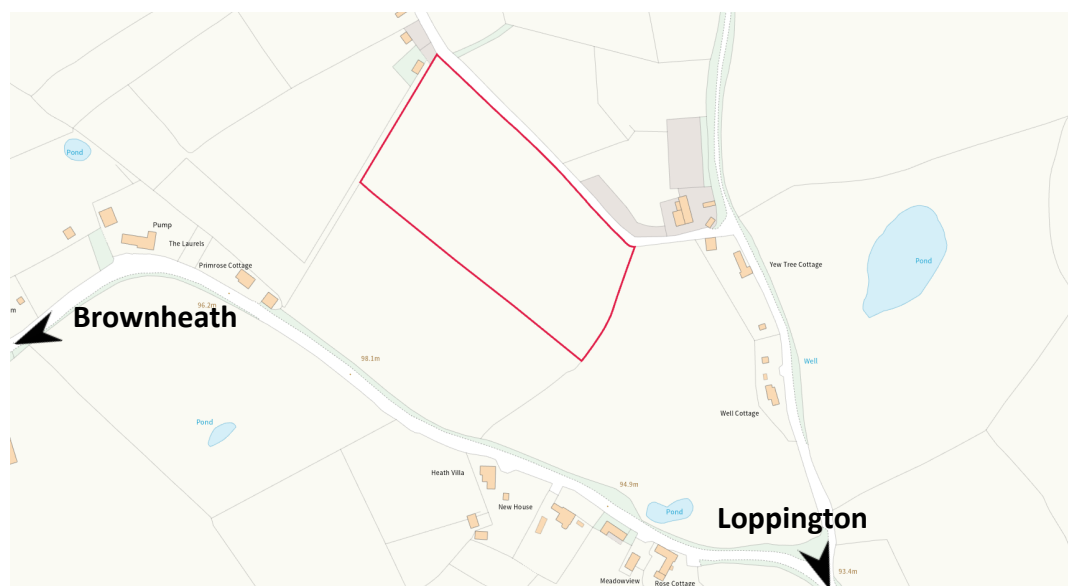 Pond
Pump
The Laurels
Primrose Cottage
96.2m
m
Brownheath
98.1m
Pond
Yew Tree Cottage
Pond
Well
Well Cottage
Heath Villa
New House
94.9m
Pond
Loppington
Meadowview
Rose Cottage
93.4m